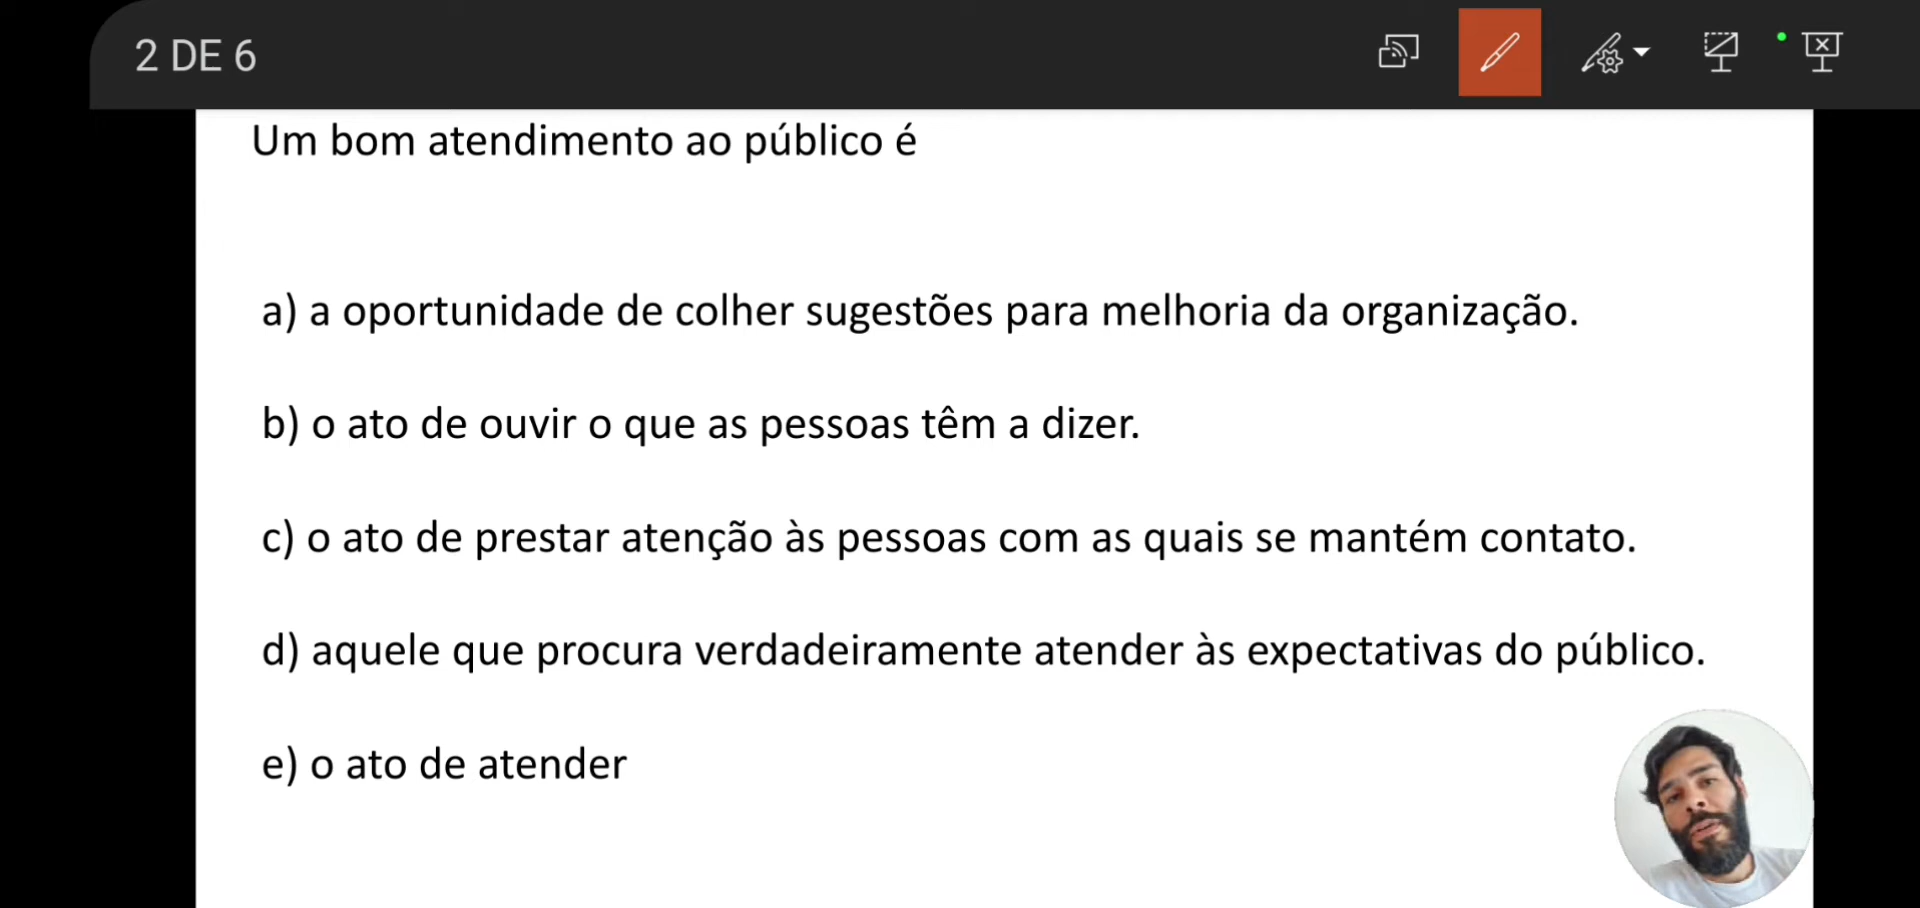 2 DE 6
Um bom atendimento ao público é
a) a oportunidade de colher sugestões para melhoria da organização.
b) o ato de ouvir o que as pessoas têm a dizer.
c) o ato de prestar atenção às pessoas com as quais se mantém contato.
d) aquele que procura verdadeiramente atender às expectativas do público.
e) o ato de atender